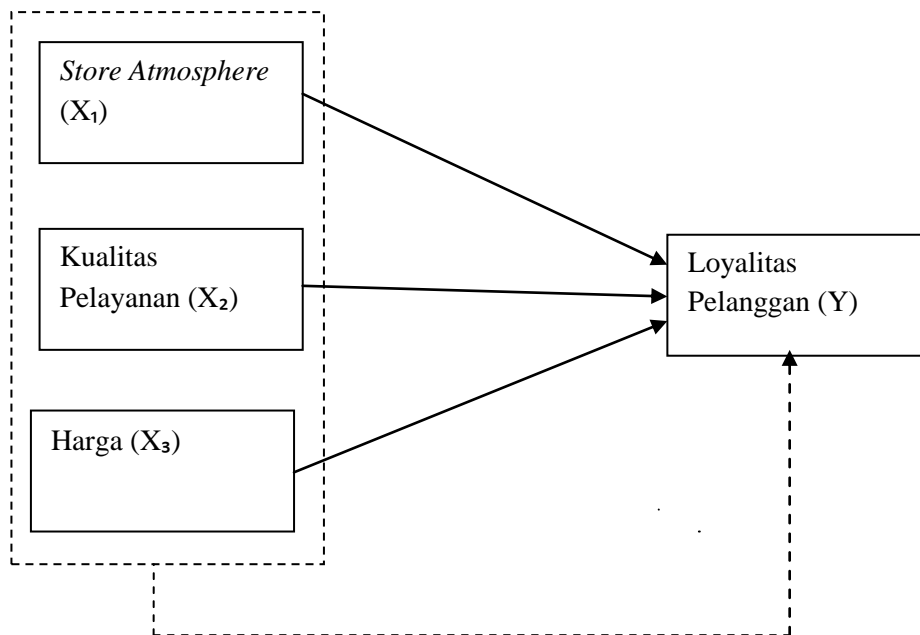 Store Atmosphere
(X₁)
Kualitas
Pelayanan (X₂)
Harga (X₃)
Loyalitas
Pelanggan (Y)